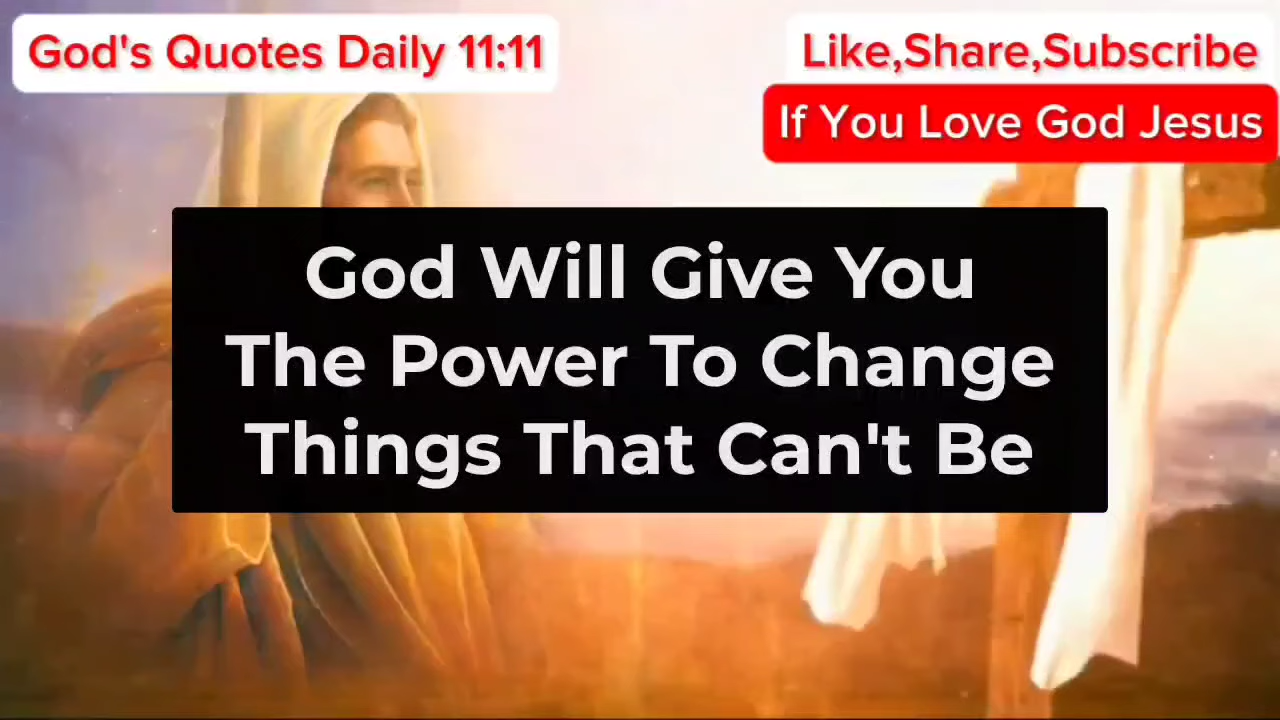 God's Quotes Daily 11:11
Like,Share,Subscribe
If You Love God Jesus
God Will Give You
The Power To Change
Things That Can't Be